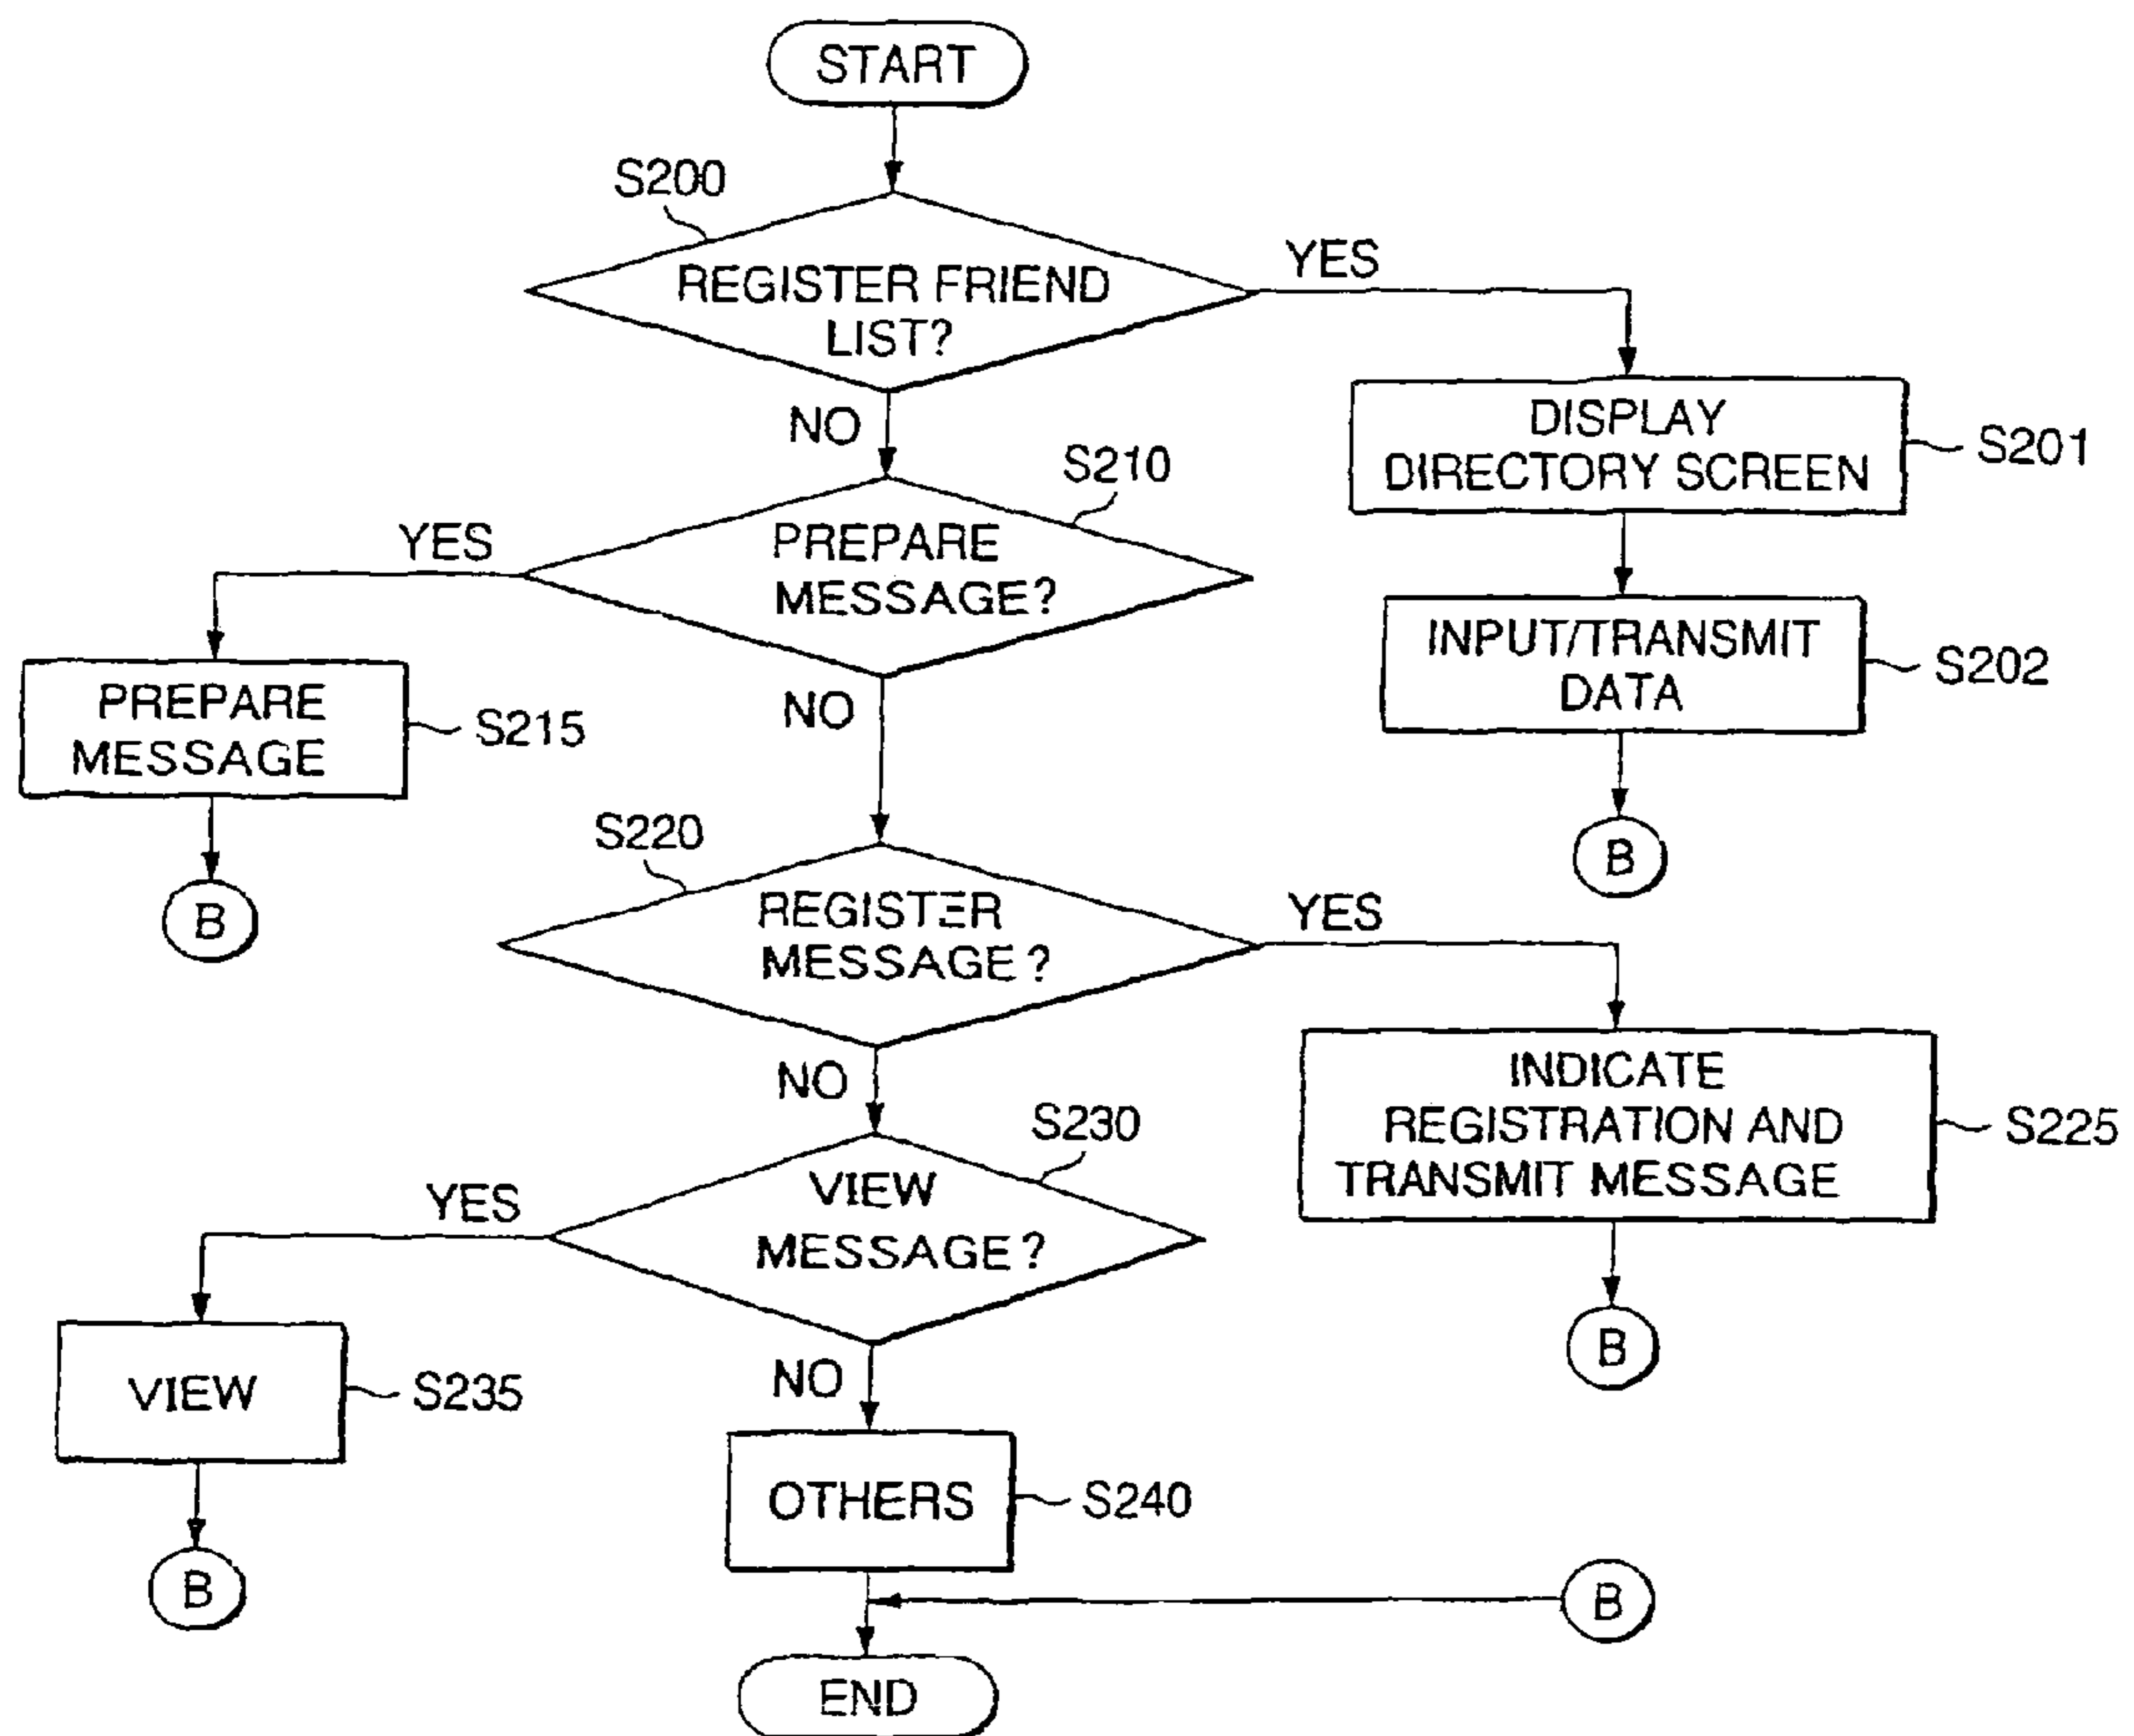 START
S200
REGISTER FRIEND
LIST?
YES
NO
DISPLAY
DIRECTORY SCREEN
S201
S210
PREPARE
MESSAGE?
YES
NO
INPUT/TRANSMIT
DATA
S202
B
PREPARE
MESSAGE
S215
B
S220
REGISTER
MESSAGE?
YES
NO
INDICATE
REGISTRATION AND
TRANSMIT MESSAGE
S225
B
S230
VIEW
MESSAGE?
YES
NO
VIEW
S235
B
OTHERS
S240
B
END